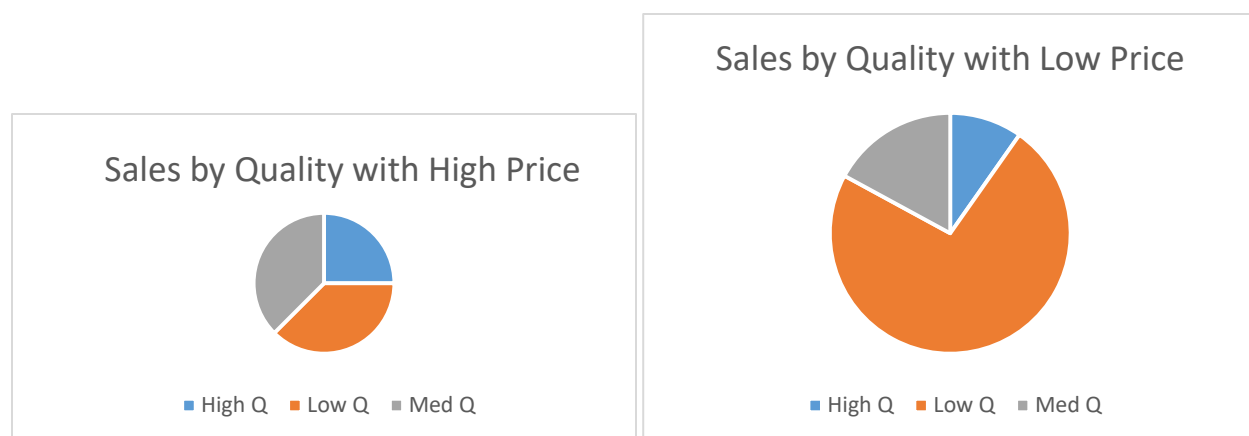 Sales by Quality with High Price
High Q Low Q Med Q
Sales by Quality with Low Price
High Q Low Q Med Q